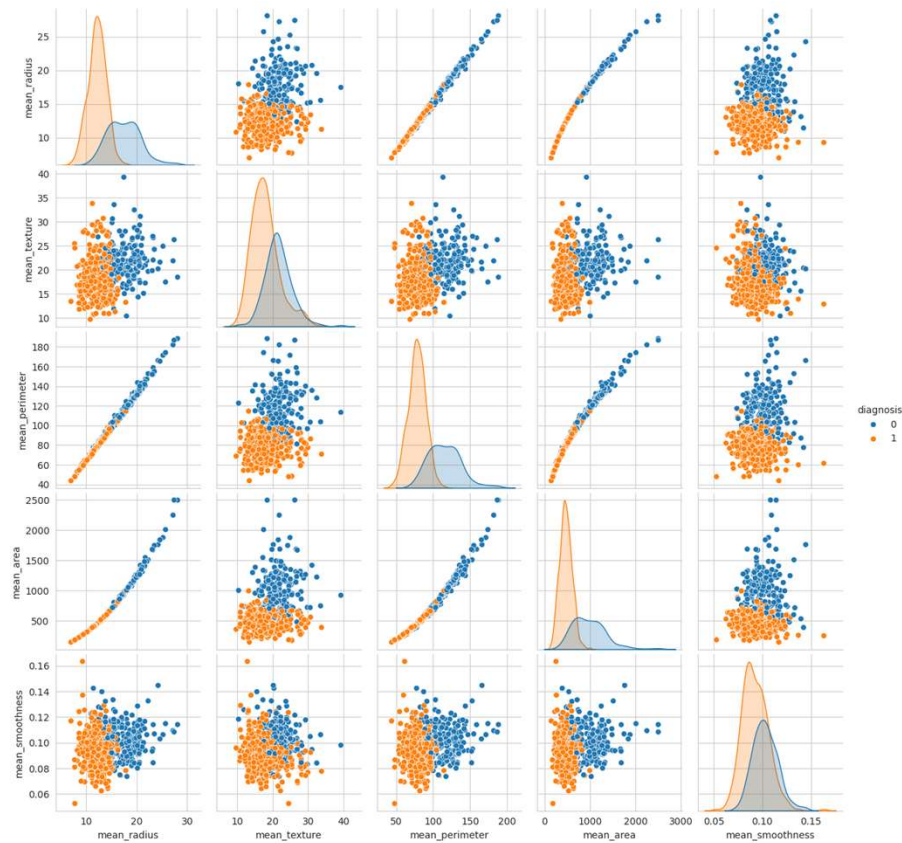 mean_radius
25
20
15
10
mean_texture
40
35
30
25
20
15
10
mean_perimeter
180
160
140
120
100
80
60
40
diagnosis
0
1
mean_area
2500
2000
1500
1000
500
mean_smoothness
0.16
0.14
0.12
0.10
0.08
0.06
10 20 30
10 20 30 40
50 100 150 200
0 1000 2000 3000
0.05 0.10 0.15
mean_radius
mean_texture
mean_perimeter
mean_area
mean_smoothness